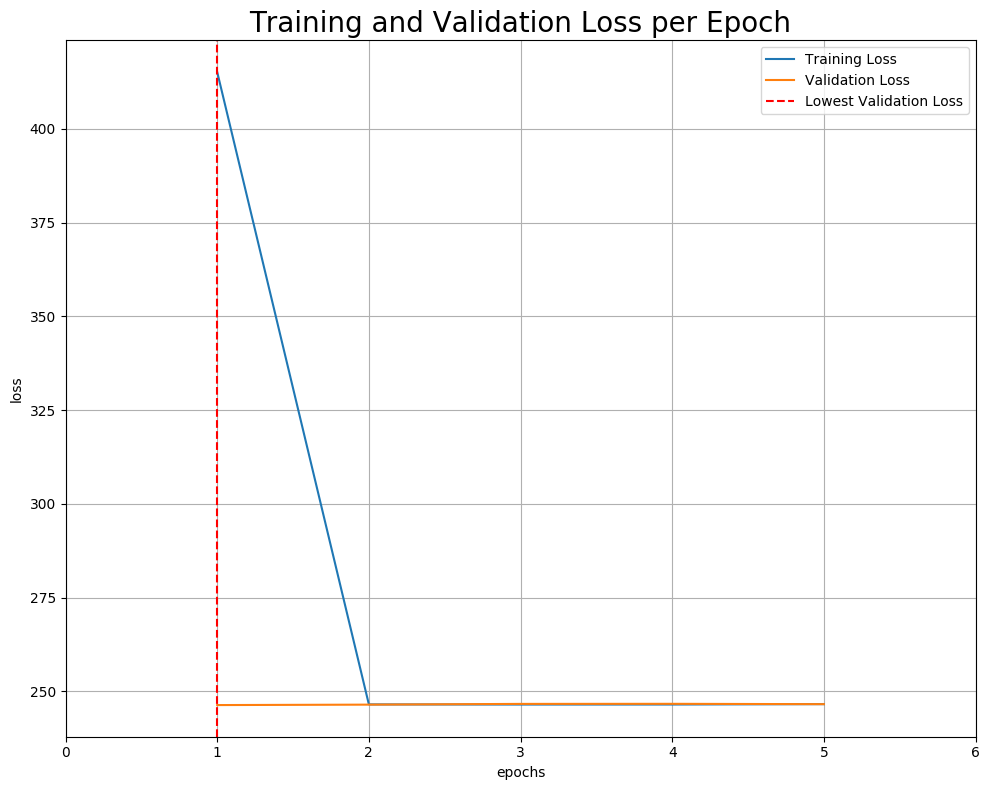 Training and Validation Loss per Epoch
Training Loss
Validation Loss
Lowest Validation Loss
400
375
350
325
300
275
250
loss
0 1 2 3 4 5 6
epochs